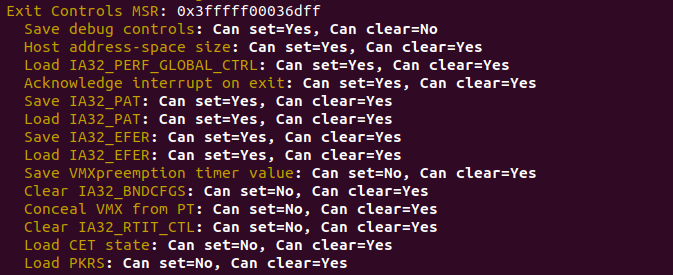 Exit Controls MSR: 0x3fffff00036dff
Save debug controls: Can set=Yes, Can clear=No
Host address-space size: Can set=Yes, Can clear=Yes
Load IA32_PERF_GLOBAL_CTRL: Can set=Yes, Can clear=Yes
Acknowledge interrupt on exit: Can set=Yes, Can clear=Yes
Save IA32_PAT: Can set=Yes, Can clear=Yes
Load IA32_PAT: Can set=Yes, Can clear=Yes
Save IA32_EFER: Can set=Yes, Can clear=Yes
Load IA32_EFER: Can set=Yes, Can clear=Yes
Save VMXpreemption timer value: Can set=No, Can clear=Yes
Clear IA32_BNDCFGS: Can set=No, Can clear=Yes
Conceal VMX from PT: Can set=No, Can clear=Yes
Clear IA32_RTIT_CTL: Can set=No, Can clear=Yes
Load CET state: Can set=No, Can clear=Yes
Load PKRS: Can set=No, Can clear=Yes